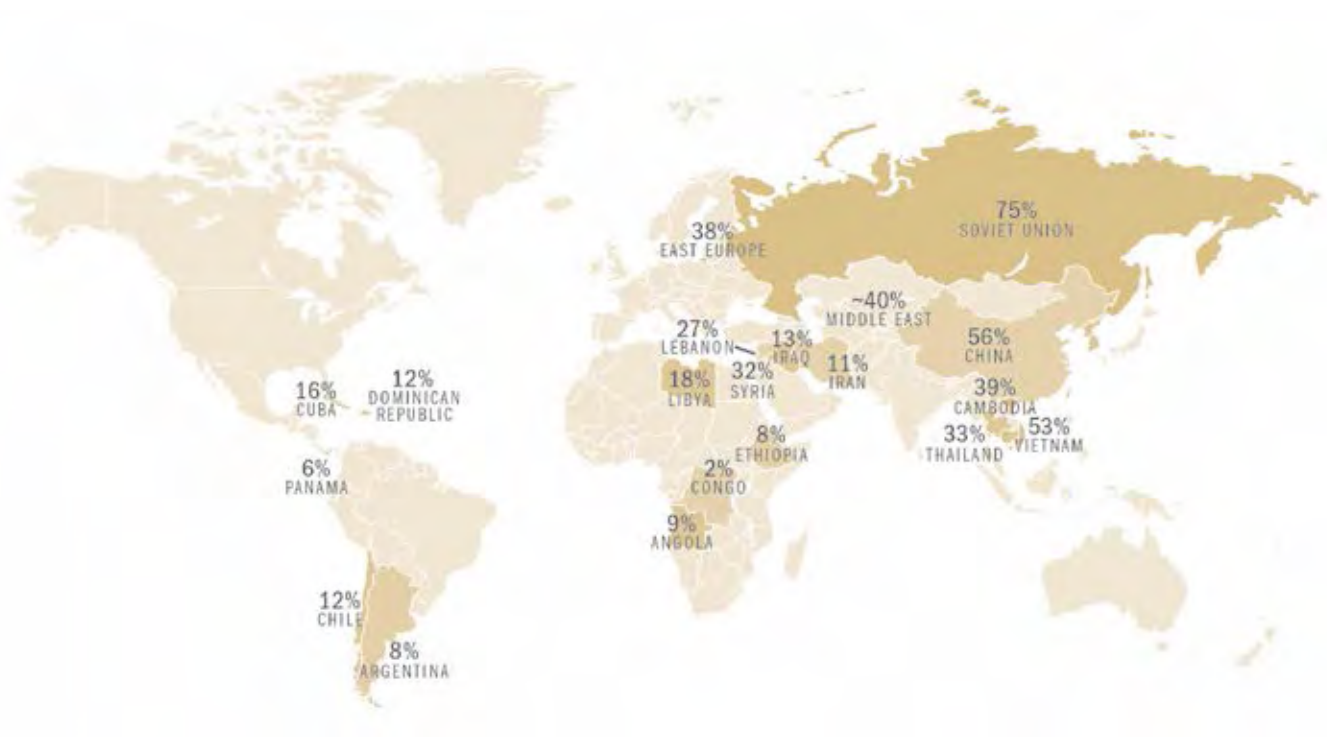 75%
SOVIET UNION
38%
EAST EUROPE
~40%
MIDDLE EAST
27%
LEBANON
13%
IRAQ
56%
CHINA
11%
IRAN
32%
SYRIA
18%
LIBYA
16%
CUBA
12%
DOMINICAN
REPUBLIC
39%
CAMBODIA
53%
VIETNAM
33%
THAILAND
8%
ETHIOPIA
6%
PANAMA
2%
CONGO
9%
ANGOLA
12%
CHILE
8%
ARGENTINA